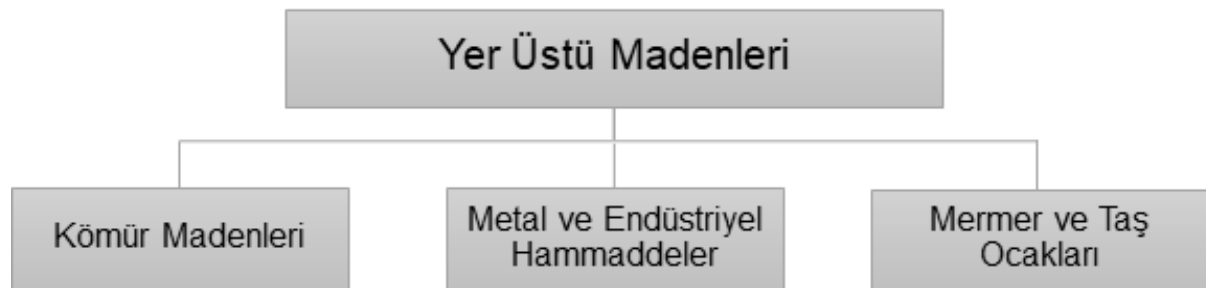 Yer Üstü Madenleri
Kömür Madenleri
Metal ve Endüstriyel
Hammaddeler
Mermer ve Taş
Ocakları